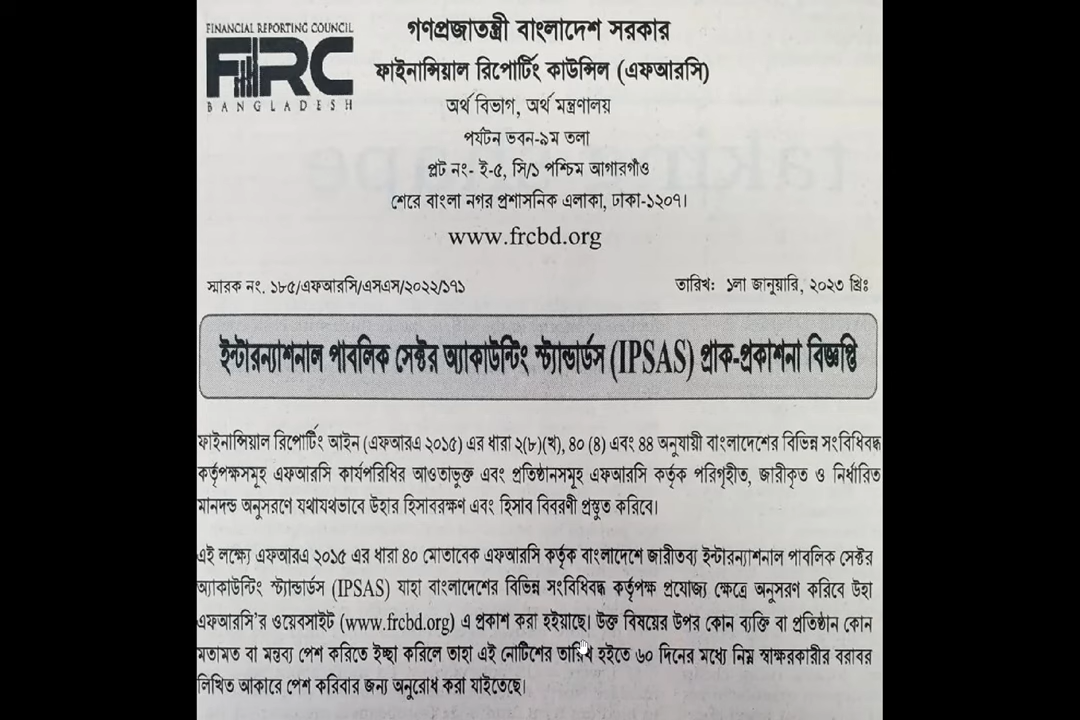 FINANCIAL REPORTING COUNCIL
FRC
BANGLADESH
গণপ্রজাতন্ত্রী বাংলাদেশ সরকার
ফাইনান্সিয়াল রিপোর্টিং কাউন্সিল (এফআরসি)
অর্থ বিভাগ, অর্থ মন্ত্রণালয়
পর্যটন ভবন-৯ম তলা
প্লট নং- ই-৫, সি/১ পশ্চিম আগারগাঁও
শেরে বাংলা নগর প্রশাসনিক এলাকা, ঢাকা-১২০৭।
www.frcbd.org
স্মারক নং. ১৮৫/এফআরসি/এসএস/২০২২/১৭১
তারিখ: ১লা জানুয়ারি, ২০২৩ খ্রিঃ
ইন্টারন্যাশনাল পাবলিক সেক্টর অ্যাকাউন্টিং স্ট্যান্ডার্ডস (IPSAS) প্রাক-প্রকাশনা বিজ্ঞপ্তি
ফাইনান্সিয়াল রিপোর্টিং আইন (এফআরএ ২০১৫) এর ধারা ২(৮)(খ), ৪০ (৪) এবং ৪৪ অনুযায়ী বাংলাদেশের বিভিন্ন সংবিধিবদ্ধ
কর্তৃপক্ষসমূহ এফআরসি কার্যপরিধির আওতাভুক্ত এবং প্রতিষ্ঠানসমূহ এফআরসি কর্তৃক পরিগৃহীত, জারীকৃত ও নির্ধারিত
মানদন্ড অনুসরণে যথাযথভাবে উহার হিসাবরক্ষণ এবং হিসাব বিবরণী প্রস্তুত করিবে।
এই লক্ষ্যে এফআরএ ২০১৫ এর ধারা ৪০ মোতাবেক এফআরসি কর্তৃক বাংলাদেশে জারীতব্য ইন্টারন্যাশনাল পাবলিক সেক্টর
অ্যাকাউন্টিং স্ট্যান্ডার্ডস (IPSAS) যাহা বাংলাদেশের বিভিন্ন সংবিধিবদ্ধ কর্তৃপক্ষ প্রযোজ্য ক্ষেত্রে অনুসরণ করিবে উহা
এফআরসি'র ওয়েবসাইট (www.frcbd.org) এ প্রকাশ করা হইয়াছে। উক্ত বিষয়ের উপর কোন ব্যক্তি বা প্রতিষ্ঠান কোন
মতামত বা মন্তব্য পেশ করিতে ইচ্ছা করিলে তাহা এই নোটিশের তারিখ হইতে ৬০ দিনের মধ্যে নিম্ন স্বাক্ষরকারীর বরাবর
লিখিত আকারে পেশ করিবার জন্য অনুরোধ করা যাইতেছে।